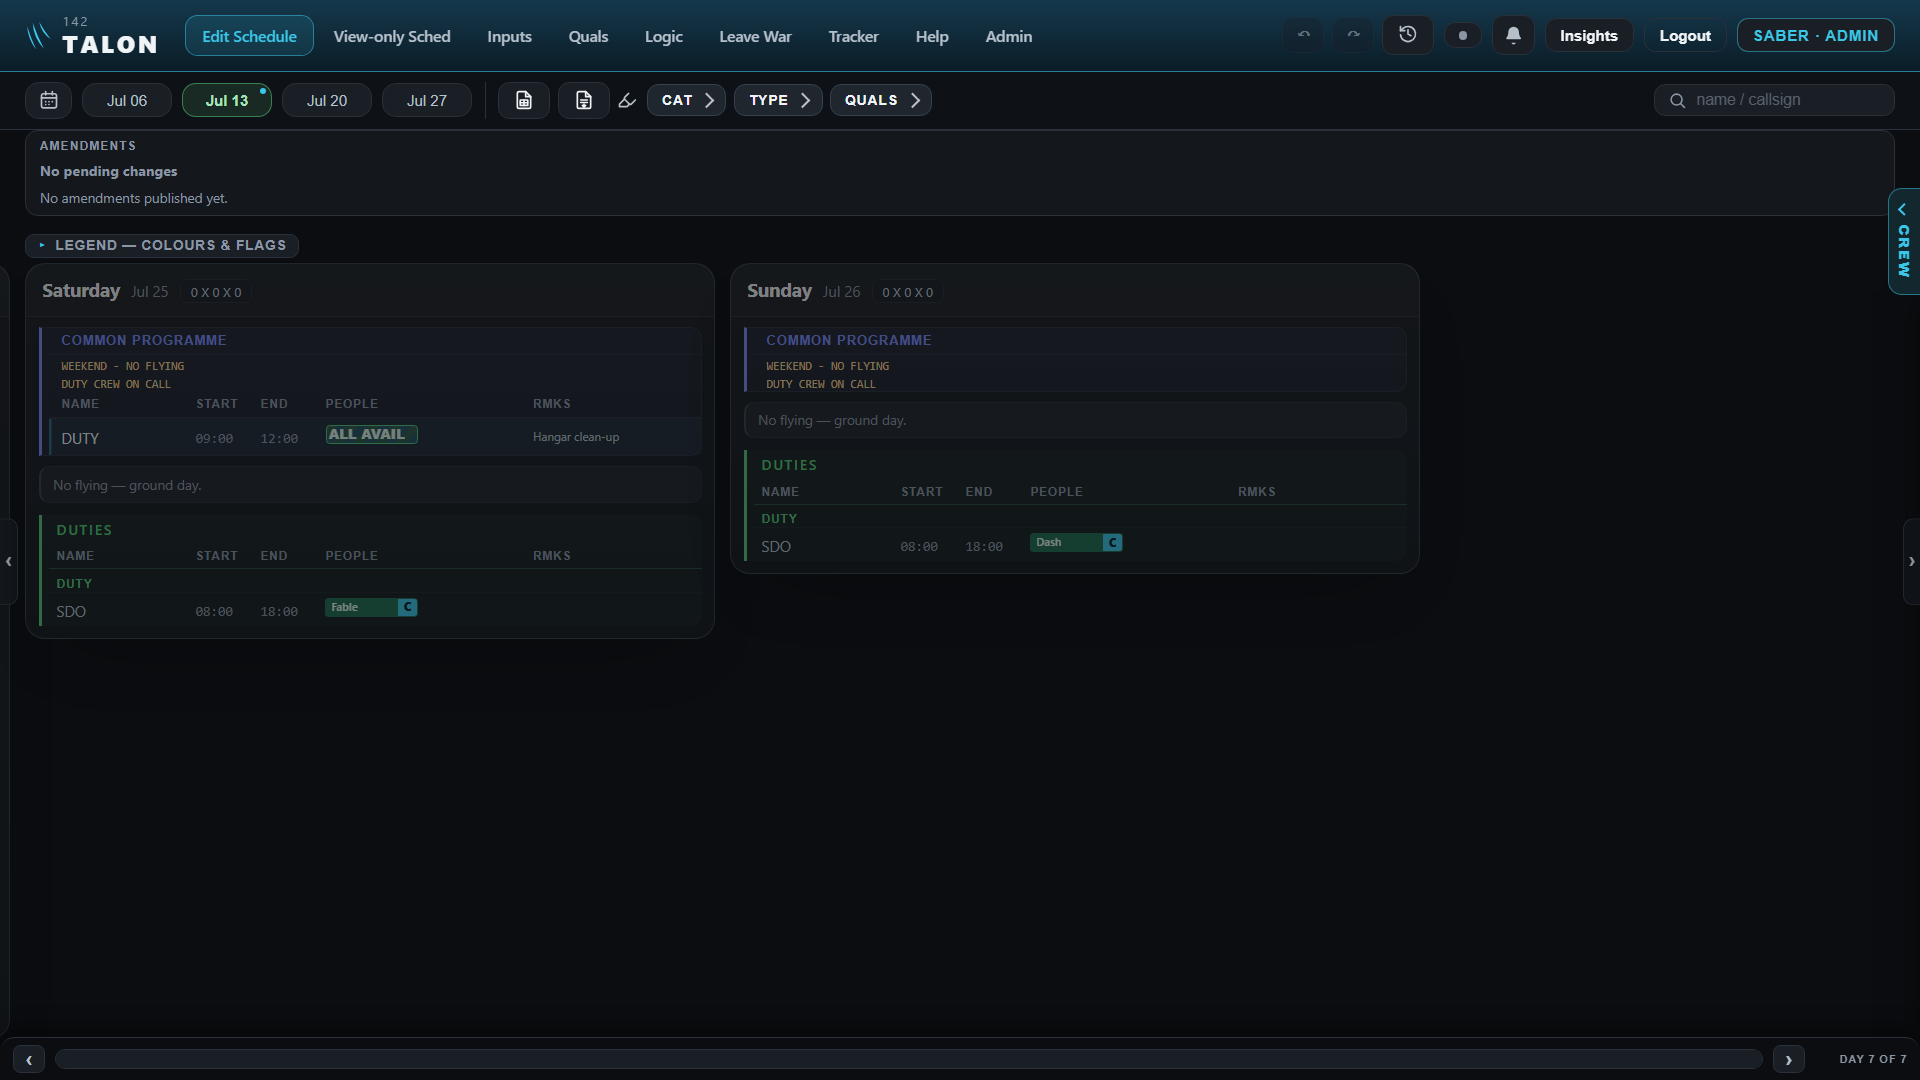 142
TALON
Edit Schedule
View-only Sched
Inputs
Quals
Logic
Leave War
Tracker
Help
Admin
Insights
Logout
SABER · ADMIN
Jul 06
Jul 13
Jul 20
Jul 27
CAT
TYPE
QUALS
name / callsign
AMENDMENTS
No pending changes
No amendments published yet.
CREW
LEGEND — COLOURS & FLAGS
Saturday Jul 25 0X0X0
COMMON PROGRAMME
WEEKEND - NO FLYING
DUTY CREW ON CALL
NAME START END PEOPLE RMKS
DUTY 09:00 12:00 ALL AVAIL Hangar clean-up
No flying — ground day.
DUTIES
NAME START END PEOPLE RMKS
DUTY
SDO 08:00 18:00 Fable C
Sunday Jul 26 0X0X0
COMMON PROGRAMME
WEEKEND - NO FLYING
DUTY CREW ON CALL
No flying — ground day.
DUTIES
NAME START END PEOPLE RMKS
DUTY
SDO 08:00 18:00 Dash C
DAY 7 OF 7